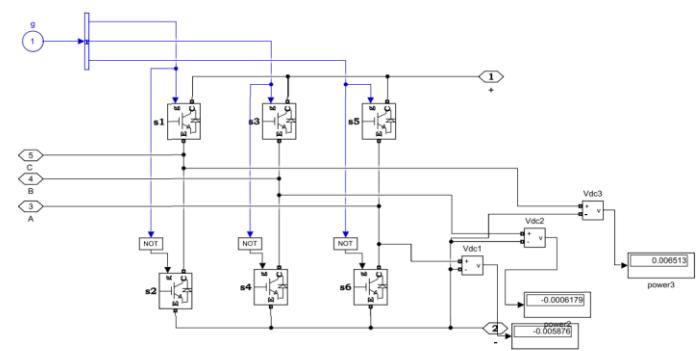 g
1
1
+
s1
s3
s5
5
C
4
B
3
A
Vdc3
+
-
v
Vdc2
+
-
v
Vdc1
+
-
v
0.006513
power3
NOT
NOT
NOT
s2
s4
s6
-0.0006179
power2
2
-
-0.005876